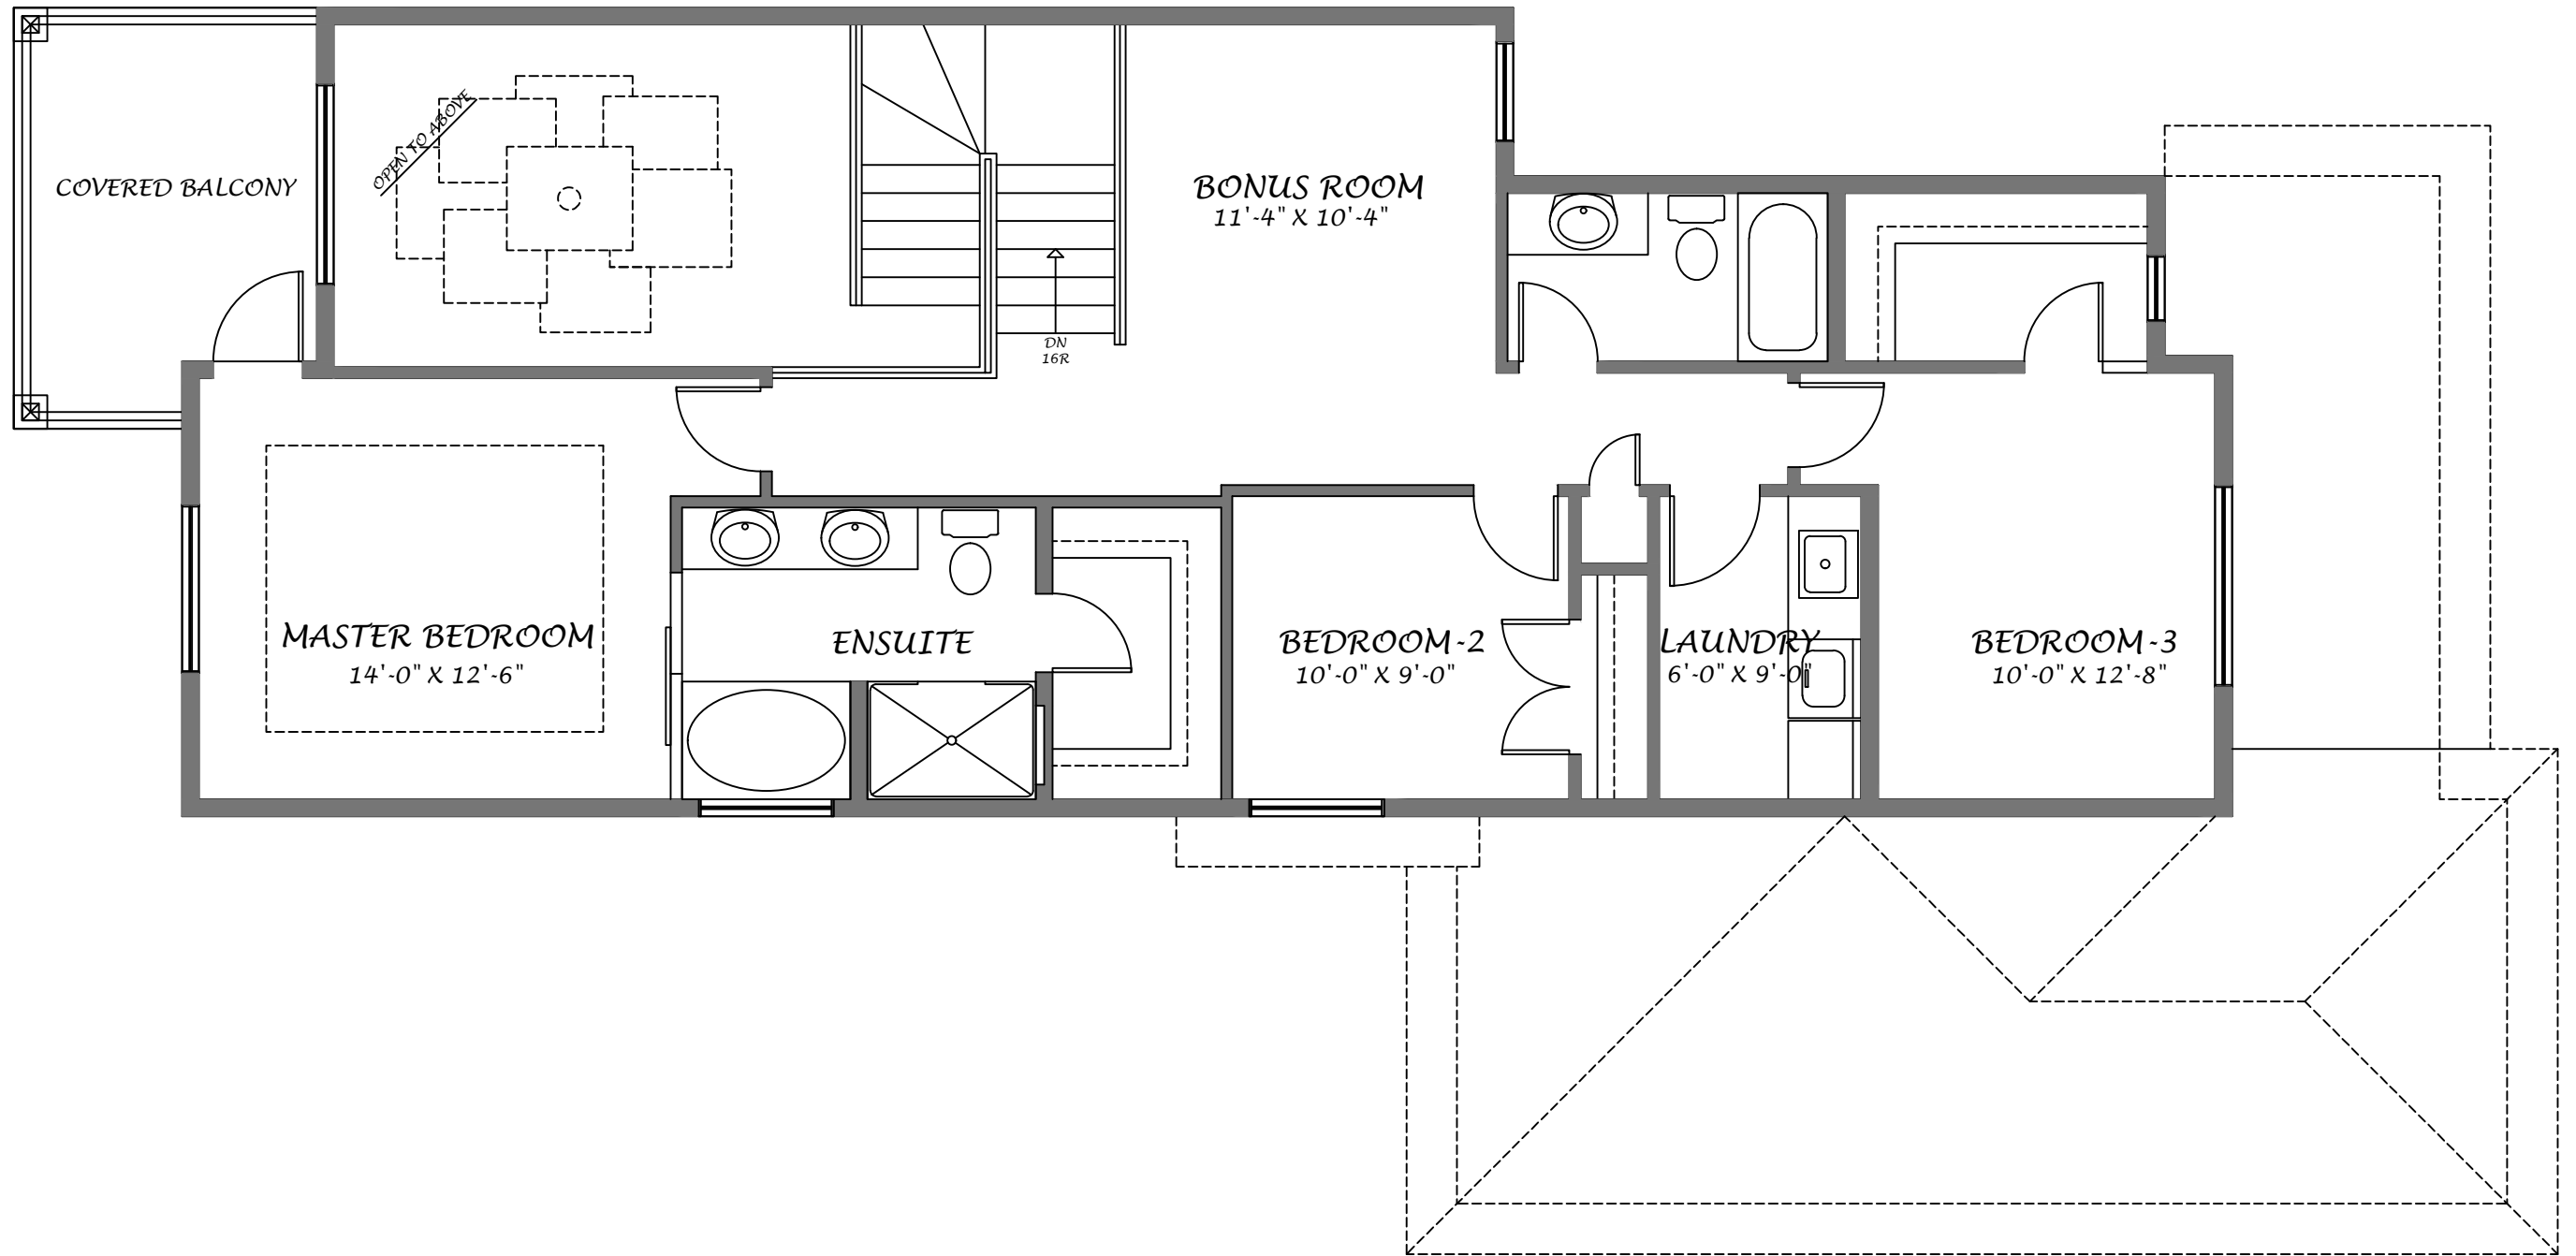 OPEN TO ABOVE
COVERED BALCONY
BONUS ROOM
11'-4" X 10'-4"
DN
16R
MASTER BEDROOM
14'-0" X 12'-6"
ENSUITE
BEDROOM-2
10'-0" X 9'-0"
LAUNDRY
6'-0" X 9'-0"
BEDROOM-3
10'-0" X 12'-8"